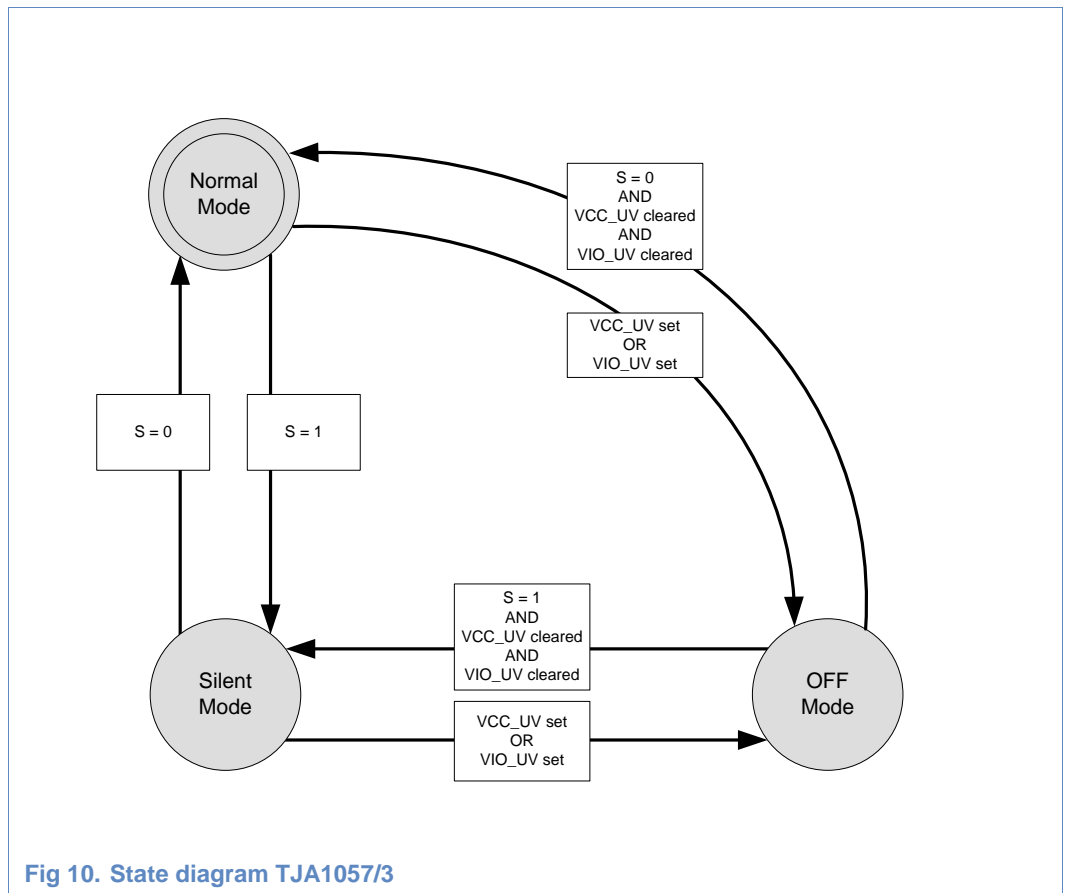 Normal
Mode
S = 0
AND
VCC_UV cleared
AND
VIO_UV cleared
VCC_UV set
OR
VIO_UV set
S = 0
S = 1
S = 1
AND
VCC_UV cleared
AND
VIO_UV cleared
Silent
Mode
OFF
Mode
VCC_UV set
OR
VIO_UV set
Fig 10. State diagram TJA1057/3